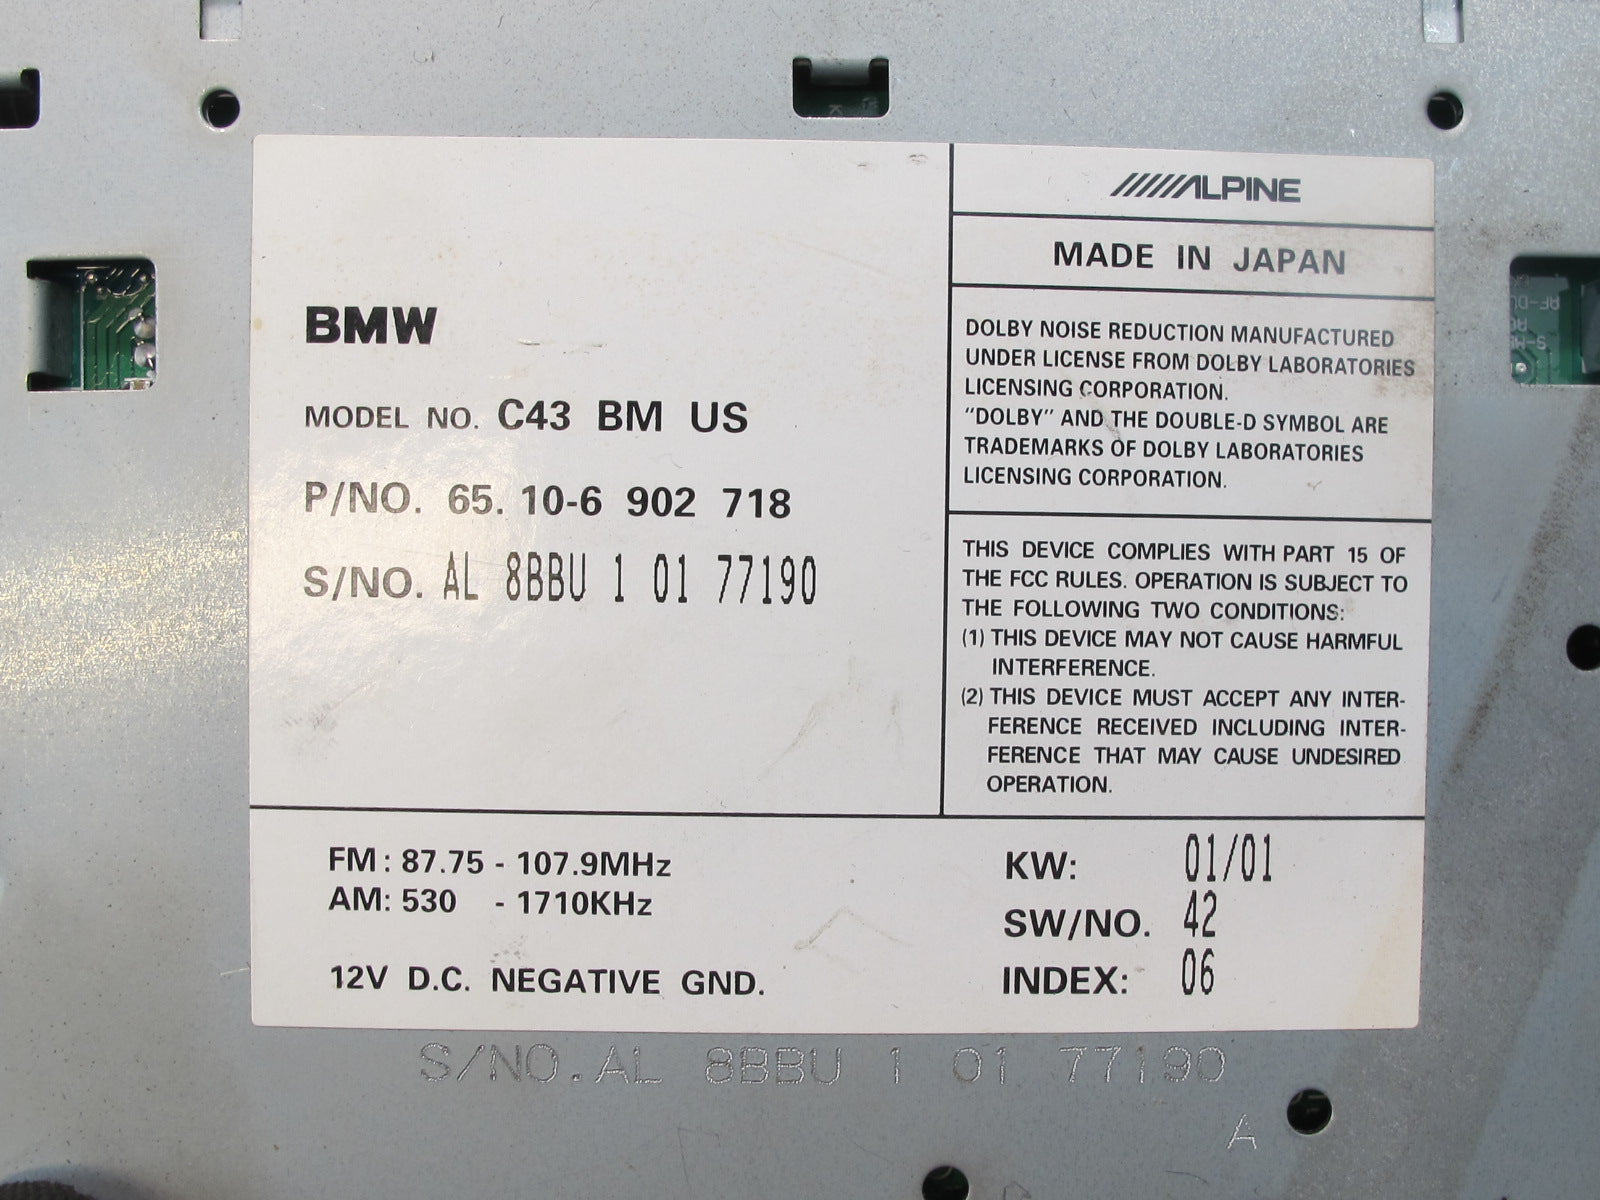 BMW
MODEL NO. C43 BM US
P/NO. 65. 10-6 902 718
S/NO. AL 8BBU 1 01 77190
ALPINE
MADE IN JAPAN
DOLBY NOISE REDUCTION MANUFACTURED
UNDER LICENSE FROM DOLBY LABORATORIES
LICENSING CORPORATION.
"DOLBY" AND THE DOUBLE-D SYMBOL ARE
TRADEMARKS OF DOLBY LABORATORIES
LICENSING CORPORATION.
THIS DEVICE COMPLIES WITH PART 15 OF
THE FCC RULES. OPERATION IS SUBJECT TO
THE FOLLOWING TWO CONDITIONS:
(1) THIS DEVICE MAY NOT CAUSE HARMFUL
INTERFERENCE.
(2) THIS DEVICE MUST ACCEPT ANY INTER-
FERENCE RECEIVED INCLUDING INTER-
FERENCE THAT MAY CAUSE UNDESIRED
OPERATION.
FM: 87.75 - 107.9MHz
AM: 530 - 1710KHz
12V D.C. NEGATIVE GND.
KW: 01/01
SW/NO. 42
INDEX: 06
S/NO. AL 8BBU 1 01 77190
A